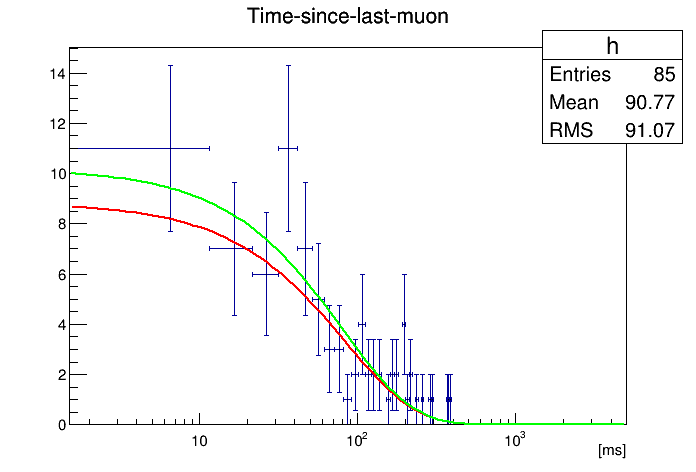 Time-since-last-muon
h
Entries 85
Mean 90.77
RMS 91.07
14
12
10
8
6
4
2
0
10 10² 10³
[ms]